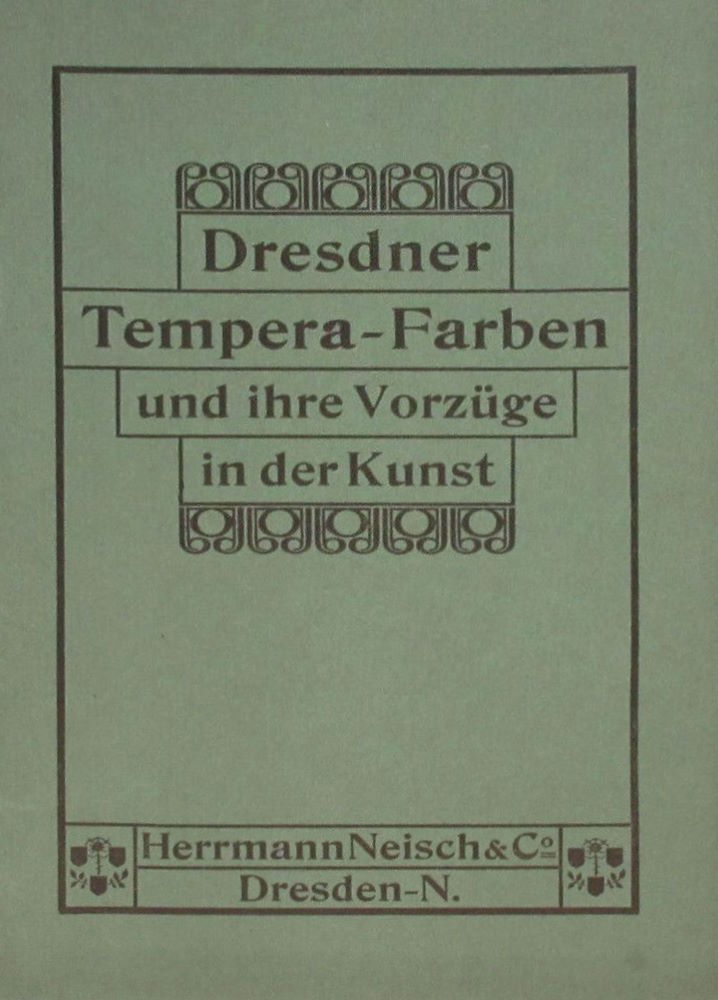 Dresdner
Tempera-Farben
und ihre Vorzüge
in der Kunst
Herrmann Neisch & Cº
Dresden-N.